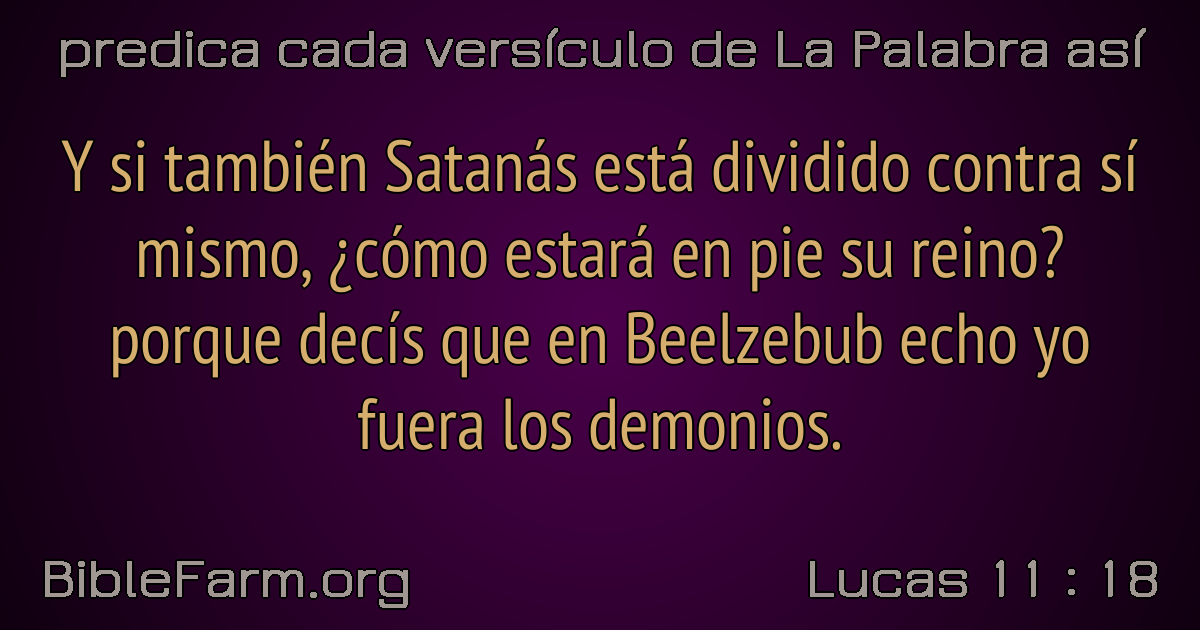 predica cada versículo de La Palabra así
Y si también Satanás está dividido contra sí
mismo, ¿cómo estará en pie su reino?
porque decís que en Beelzebub echo yo
fuera los demonios.
BibleFarm.org
Lucas 11 : 18